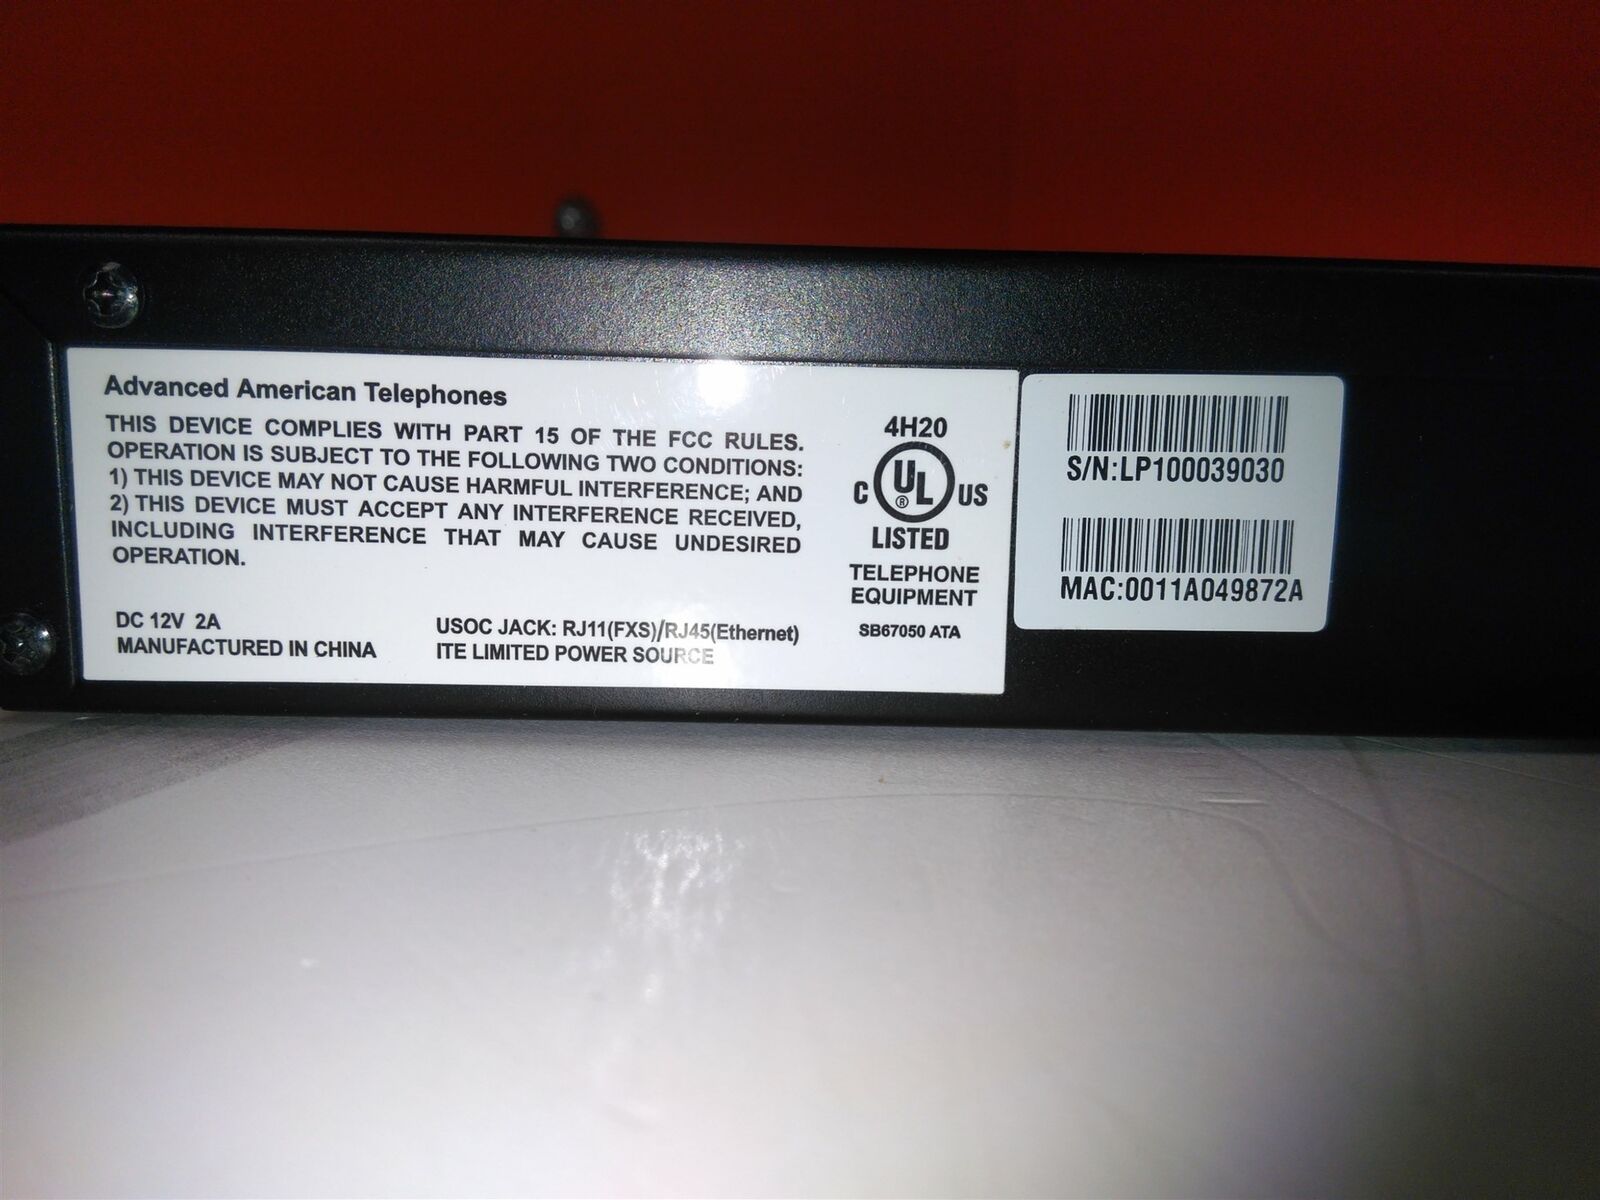 Advanced American Telephones
THIS DEVICE COMPLIES WITH PART 15 OF THE FCC RULES.
OPERATION IS SUBJECT TO THE FOLLOWING TWO CONDITIONS:
1) THIS DEVICE MAY NOT CAUSE HARMFUL INTERFERENCE; AND
2) THIS DEVICE MUST ACCEPT ANY INTERFERENCE RECEIVED,
INCLUDING INTERFERENCE THAT MAY CAUSE UNDESIRED
OPERATION.
DC 12V 2A
MANUFACTURED IN CHINA
USOC JACK: RJ11(FXS)/RJ45(Ethernet)
ITE LIMITED POWER SOURCE
4H20
C UL ® US
LISTED
TELEPHONE
EQUIPMENT
SB67050 ATA
S/N:LP100039030
MAC:0011A049872A